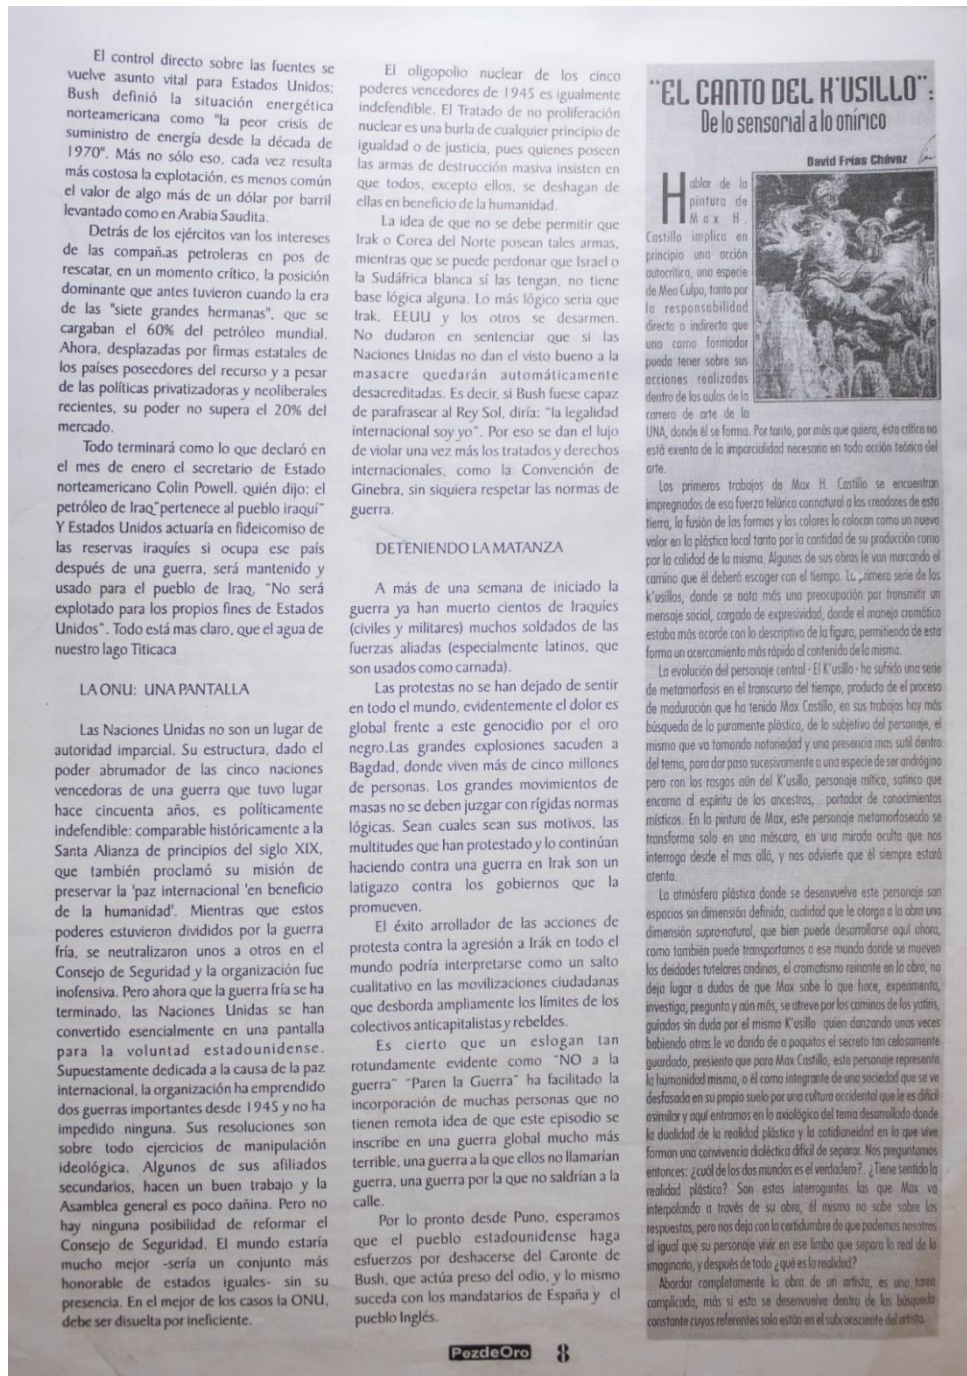 El control directo sobre las fuentes se
vuelve asunto vital para Estados Unidos;
Bush definió la situación energética
norteamericana como "la peor crisis de
suministro de energía desde la década de
1970". Más no sólo eso, cada vez resulta
más costosa la explotación, es menos común
el valor de algo más de un dólar por barril
levantado como en Arabia Saudita.
Detrás de los ejércitos van los intereses
de las compañ.as petroleras en pos de
rescatar, en un momento crítico, la posición
dominante que antes tuvieron cuando la era
de las "siete grandes hermanas", que se
cargaban el 60% del petróleo mundial.
Ahora, desplazadas por firmas estatales de
los países poseedores del recurso y a pesar
de las políticas privatizadoras y neoliberales
recientes, su poder no supera el 20% del
mercado.
Todo terminará como lo que declaró en
el mes de enero el secretario de Estado
norteamericano Colin Powell, quién dijo: el
petróleo de Iraq "pertenece al pueblo iraquí"
Y Estados Unidos actuaría en fideicomiso de
las reservas iraquíes si ocupa ese país
después de una guerra, será mantenido y
usado para el pueblo de Iraq. "No será
explotado para los propios fines de Estados
Unidos". Todo está mas claro, que el agua de
nuestro lago Titicaca
LA ONU: UNA PANTALLA
Las Naciones Unidas no son un lugar de
autoridad imparcial. Su estructura, dado el
poder abrumador de las cinco naciones
vencedoras de una guerra que tuvo lugar
hace cincuenta años, es políticamente
indefendible; comparable históricamente a la
Santa Alianza de principios del siglo XIX,
que también proclamó su misión de
preservar la 'paz internacional 'en beneficio
de la humanidad'. Mientras que estos
poderes estuvieron divididos por la guerra
fría, se neutralizaron unos a otros en el
Consejo de Seguridad y la organización fue
inofensiva. Pero ahora que la guerra fría se ha
terminado, las Naciones Unidas se han
convertido esencialmente en una pantalla
para la voluntad estadounidense.
Supuestamente dedicada a la causa de la paz
internacional, la organización ha emprendido
dos guerras importantes desde 1945 y no ha
impedido ninguna. Sus resoluciones son
sobre todo ejercicios de manipulación
ideológica. Algunos de sus afiliados
secundarios, hacen un buen trabajo y la
Asamblea general es poco dañina. Pero no
hay ninguna posibilidad de reformar el
Consejo de Seguridad. El mundo estaría
mucho mejor -sería un conjunto más
honorable de estados iguales- sin su
presencia. En el mejor de los casos la ONU,
debe ser disuelta por ineficiente.
El oligopolio nuclear de los cinco
poderes vencedores de 1945 es igualmente
indefendible. El Tratado de no proliferación
nuclear es una burla de cualquier principio de
igualdad o de justicia, pues quienes poseen
las armas de destrucción masiva insisten en
que todos, excepto ellos, se deshagan de
ellas en beneficio de la humanidad.
La idea de que no se debe permitir que
Irak o Corea del Norte posean tales armas,
mientras que se puede perdonar que Israel o
la Sudáfrica blanca sí las tengan, no tiene
base lógica alguna. Lo más lógico seria que
Irak, EEUU y los otros se desarmen.
No dudaron en sentenciar que si las
Naciones Unidas no dan el visto bueno a la
masacre quedarán automáticamente
desacreditadas. Es decir, si Bush fuese capaz
de parafrasear al Rey Sol, diría: "la legalidad
internacional soy yo". Por eso se dan el lujo
de violar una vez más los tratados y derechos
internacionales, como la Convención de
Ginebra, sin siquiera respetar las normas de
guerra.
DETENIENDO LA MATANZA
A más de una semana de iniciado la
guerra ya han muerto cientos de Iraquíes
(civiles y militares) muchos soldados de las
fuerzas aliadas (especialmente latinos, que
son usados como carnada).
Las protestas no se han dejado de sentir
en todo el mundo, evidentemente el dolor es
global frente a este genocidio por el oro
negro.Las grandes explosiones sacuden a
Bagdad, donde viven más de cinco millones
de personas. Los grandes movimientos de
masas no se deben juzgar con rígidas normas
lógicas. Sean cuales sean sus motivos, las
multitudes que han protestado y lo continúan
haciendo contra una guerra en Irak son un
latigazo contra los gobiernos que la
promueven.
El éxito arrollador de las acciones de
protesta contra la agresión a Irák en todo el
mundo podría interpretarse como un salto
cualitativo en las movilizaciones ciudadanas
que desborda ampliamente los límites de los
colectivos anticapitalistas y rebeldes.
Es cierto que un eslogan tan
rotundamente evidente como "NO a la
guerra" "Paren la Guerra" ha facilitado la
incorporación de muchas personas que no
tienen remota idea de que este episodio se
inscribe en una guerra global mucho más
terrible, una guerra a la que ellos no llamarían
guerra, una guerra por la que no saldrían a la
calle.
Por lo pronto desde Puno, esperamos
que el pueblo estadounidense haga
esfuerzos por deshacerse del Caronte de
Bush, que actúa preso del odio, y lo mismo
suceda con los mandatarios de España y el
pueblo Inglés.
"EL CANTO DEL K'USILLO":
De lo sensorial a lo onírico
David Frías Chávez
Hablar de la
pintura de
Max H.
Castillo implica en
principio una acción
autocrítica, una especie
de Mea Culpa, tanto por
la responsabilidad
directa o indirecta que
uno como formador
pueda tener sobre sus
acciones realizadas
dentro de las aulas de la
carrera de arte de la
UNA, donde él se forma. Por tanto, por más que quiera, ésta crítica no
está exenta de la imparcialidad necesaria en toda acción teórica del
arte.
Los primeros trabajos de Max H. Castillo se encuentran
impregnados de esa fuerza telúrica connatural a los creadores de esta
tierra, la fusión de las formas y los colores lo colocan como un nuevo
valor en la plástica local tanto por la cantidad de su producción como
por la calidad de la misma. Algunas de sus obras le van marcando el
camino que él deberá escoger con el tiempo. La primera serie de los
k'usillos, donde se nota más una preocupación por transmitir un
mensaje social, cargado de expresividad, donde el manejo cromático
estaba más acorde con lo descriptivo de la figura, permitiendo de esta
forma un acercamiento más rápido al contenido de la misma.
La evolución del personaje central - El K'usillo - ha sufrido una serie
de metamorfosis en el transcurso del tiempo, producto de el proceso
de maduración que ha tenido Max Castillo, en sus trabajos hay más
búsqueda de lo puramente plástico, de lo subjetivo del personaje, el
mismo que va tomando notoriedad y una presencia mas sutil dentro
del tema, para dar paso sucesivamente a una especie de ser andrógino
pero con los rasgos aún del K'usillo, personaje mítico, satírico que
encarna al espíritu de los ancestros, portador de conocimientos
místicos. En la pintura de Max, este personaje metamorfoseado se
transforma solo en una máscara, en una mirada oculta que nos
interroga desde el mas allá, y nos advierte que él siempre estará
atento.
La atmósfera plástica donde se desenvuelve este personaje son
espacios sin dimensión definida, cualidad que le otorga a la obra una
dimensión supra-natural, que bien puede desarrollarse aquí ahora,
como también puede transportarnos a ese mundo donde se mueven
las deidades tutelares andinas, el cromatismo reinante en la obra, no
deja lugar a dudas de que Max sabe lo que hace, experimenta,
investiga, pregunta y aún más, se atreve por los caminos de los yatiris,
guiados sin duda por el mismo K'usillo quien danzando unas veces
bebiendo otras le va dando de a poquitos el secreto tan celosamente
guardado, presiento que para Max Castillo, este personaje representa
la humanidad misma, o él como integrante de una sociedad que se ve
desfasada en su propio suelo por una cultura occidental que le es difícil
asimilar y aquí entramos en lo axiológico del tema desarrollado donde
la dualidad de la realidad plástica y la cotidianeidad en la que vive
forman una convivencia dialéctica difícil de separar. Nos preguntamos
entonces: ¿cuál de los dos mundos es el verdadero?. ¿Tiene sentido la
realidad plástica? Son estas interrogantes las que Max va
interpolando a través de su obra, él mismo no sabe sobre las
respuestas, pero nos deja con la certidumbre de que podemos nosotros
al igual que su personaje vivir en ese limbo que separa lo real de lo
imaginario, y después de todo ¿qué es la realidad?
Abordar completamente la obra de un artista, es una tarea
complicada, más si esta se desenvuelve dentro de las búsqueda
constante cuyos referentes solo están en el subconsciente del artista.
PezdeOro 8